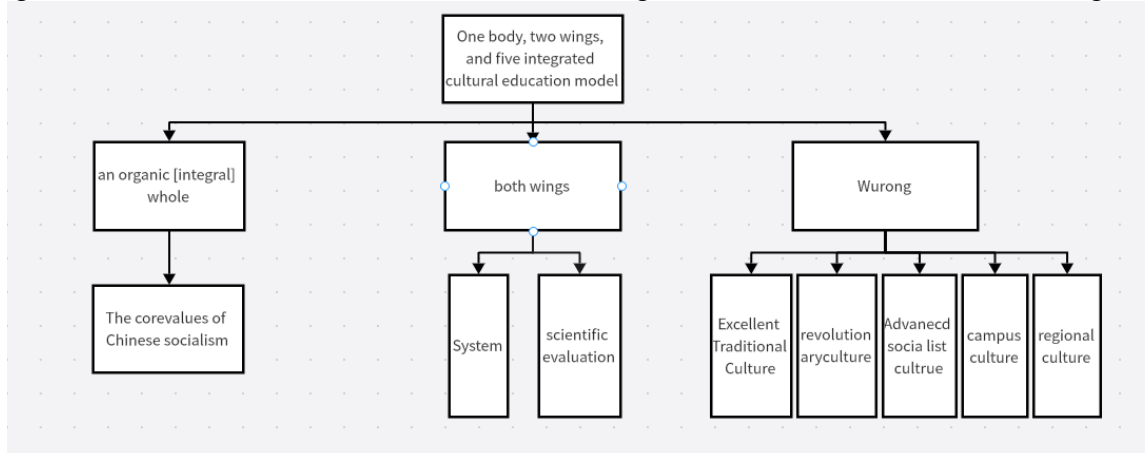 One body, two wings,
and five integrated
cultural education model
an organic [integral]
whole
both wings
Wurong
The corevalues of
Chinese socialism
System
scientific
evaluation
Excellent
Traditional
Culture
revolution
aryculture
Advanecd
socia list
cultrue
campus
culture
regional
culture